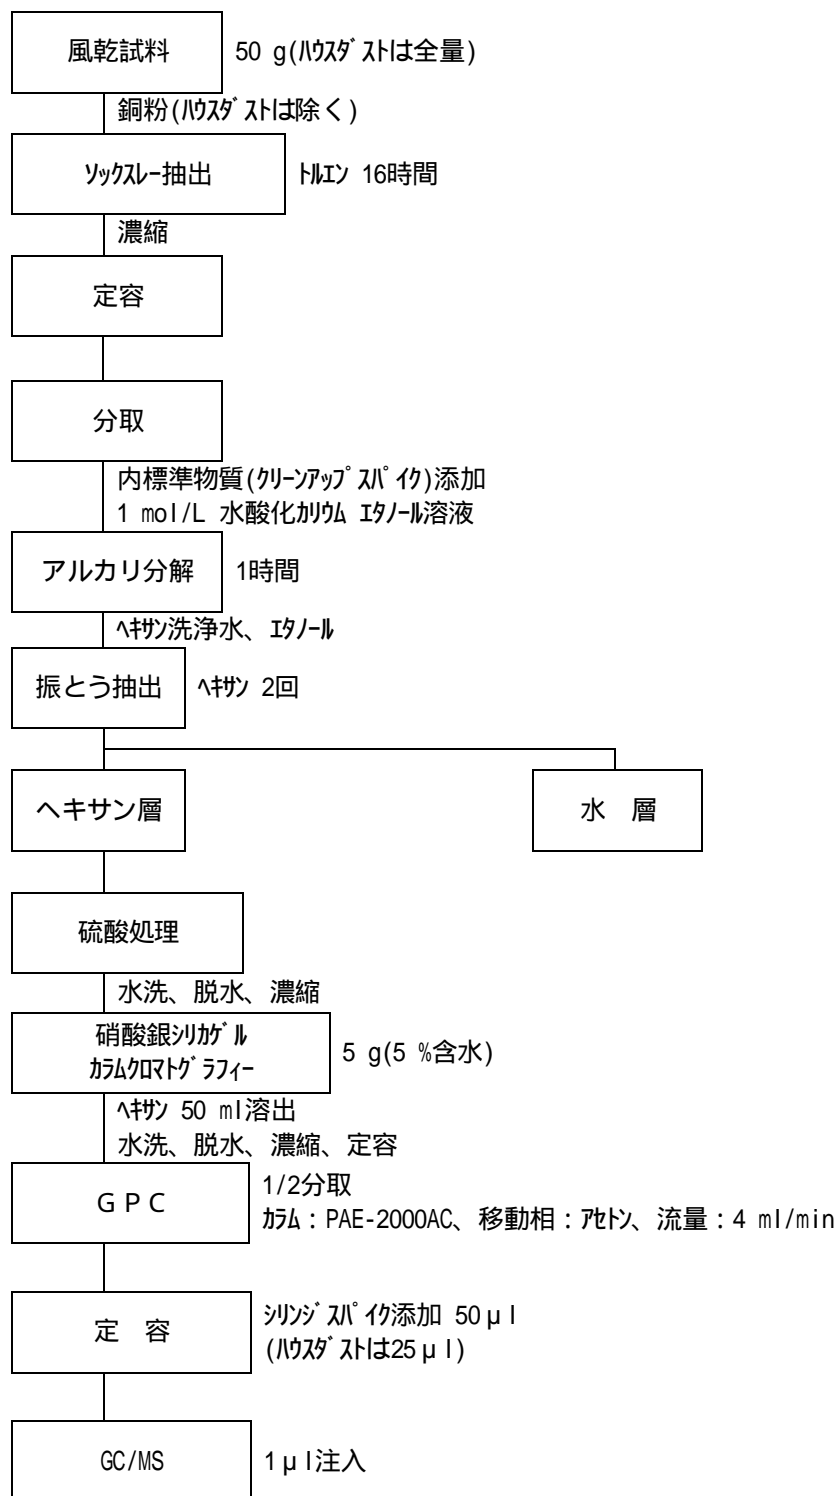 風乾試料
50 g(ﾊｳｽﾀﾞｽﾄは全量)
銅粉(ﾊｳｽﾀﾞｽﾄは除く)
ｿｯｸｽﾚｰ抽出
ﾄﾙｴﾝ 16時間
濃縮
定容
分取
内標準物質(ｸﾘｰﾝｱｯﾌﾟｽﾊﾟｲｸ)添加
1 mol/L 水酸化ｶﾘｳﾑ ｴﾀﾉｰﾙ溶液
アルカリ分解
1時間
ﾍｷｻﾝ洗浄水、ｴﾀﾉｰﾙ
振とう抽出
ﾍｷｻﾝ 2回
ヘキサン層
水　層
硫酸処理
水洗、脱水、濃縮
硝酸銀ｼﾘｶｹﾞﾙ
ｶﾗﾑｸﾛﾏﾄｸﾞﾗﾌｨｰ
5 g(5 %含水)
ﾍｷｻﾝ 50 ml溶出
水洗、脱水、濃縮、定容
ＧＰＣ
1/2分取
ｶﾗﾑ：PAE-2000AC、移動相：ｱｾﾄﾝ、流量：4 ml/min
定　容
ｼﾘﾝｼﾞｽﾊﾟｲｸ添加 50μl
(ﾊｳｽﾀﾞｽﾄは25μl)
GC/MS
1μl注入